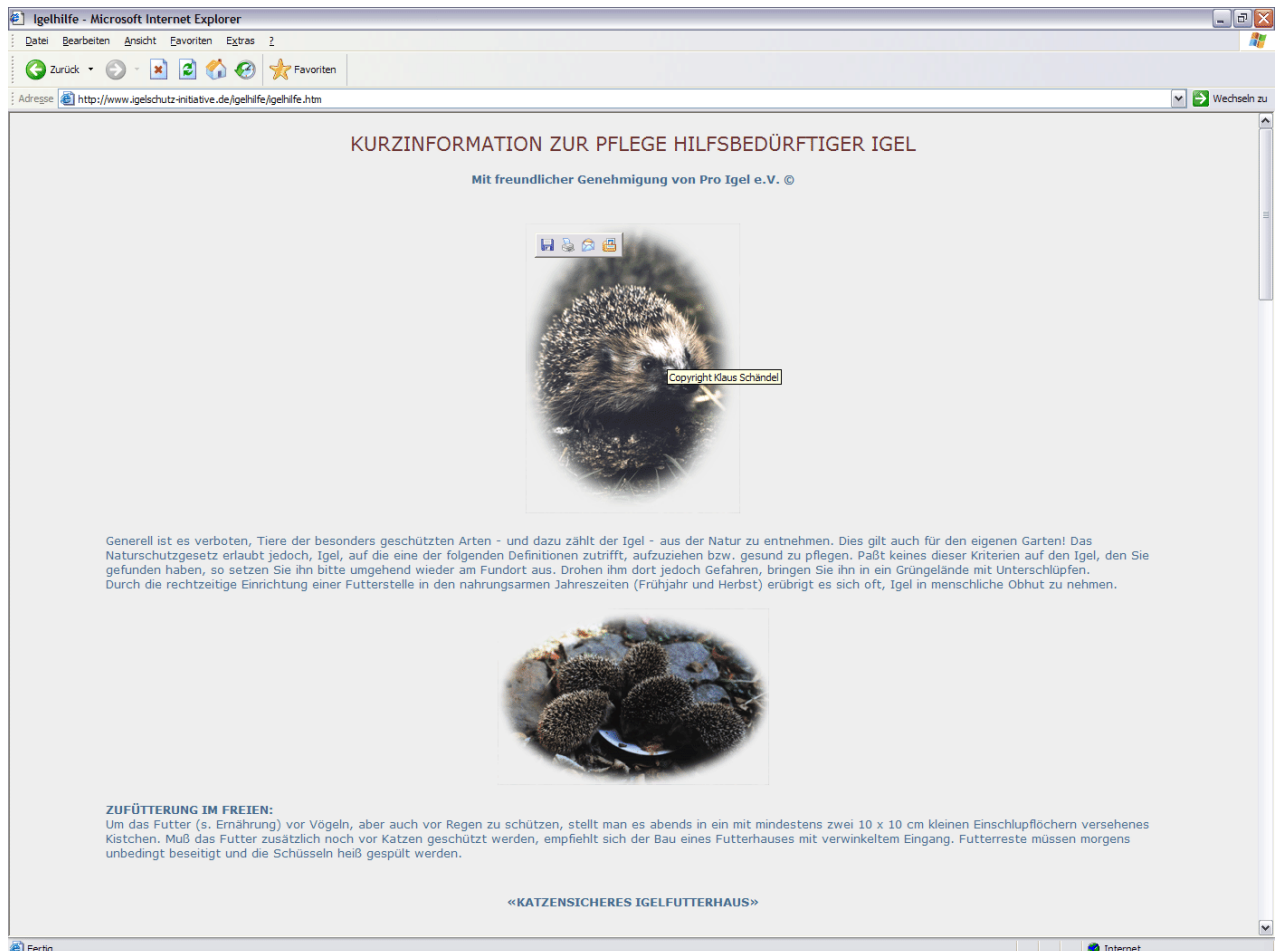 Igelhilfe - Microsoft Internet Explorer
Datei Bearbeiten Ansicht Favoriten Extras ?
Zurück Favoriten
Adresse http://www.igelschutz-initiative.de/igelhilfe/igelhilfe.htm Wechseln zu
KURZINFORMATION ZUR PFLEGE HILFSBEDÜRFTIGER IGEL
Mit freundlicher Genehmigung von Pro Igel e.V. ©
Copyright Klaus Schändel
Generell ist es verboten, Tiere der besonders geschützten Arten - und dazu zählt der Igel - aus der Natur zu entnehmen. Dies gilt auch für den eigenen Garten! Das
Naturschutzgesetz erlaubt jedoch, Igel, auf die eine der folgenden Definitionen zutrifft, aufzuziehen bzw. gesund zu pflegen. Paßt keines dieser Kriterien auf den Igel, den Sie
gefunden haben, so setzen Sie ihn bitte umgehend wieder am Fundort aus. Drohen ihm dort jedoch Gefahren, bringen Sie ihn in ein Grüngelände mit Unterschlüpfen.
Durch die rechtzeitige Einrichtung einer Futterstelle in den nahrungsarmen Jahreszeiten (Frühjahr und Herbst) erübrigt es sich oft, Igel in menschliche Obhut zu nehmen.
ZUFÜTTERUNG IM FREIEN:
Um das Futter (s. Ernährung) vor Vögeln, aber auch vor Regen zu schützen, stellt man es abends in ein mit mindestens zwei 10 x 10 cm kleinen Einschlupflöchern versehenes
Kistchen. Muß das Futter zusätzlich noch vor Katzen geschützt werden, empfiehlt sich der Bau eines Futterhauses mit verwinkeltem Eingang. Futterreste müssen morgens
unbedingt beseitigt und die Schüsseln heiß gespült werden.
«KATZENSICHERES IGELFUTTERHAUS»
Fertig Internet